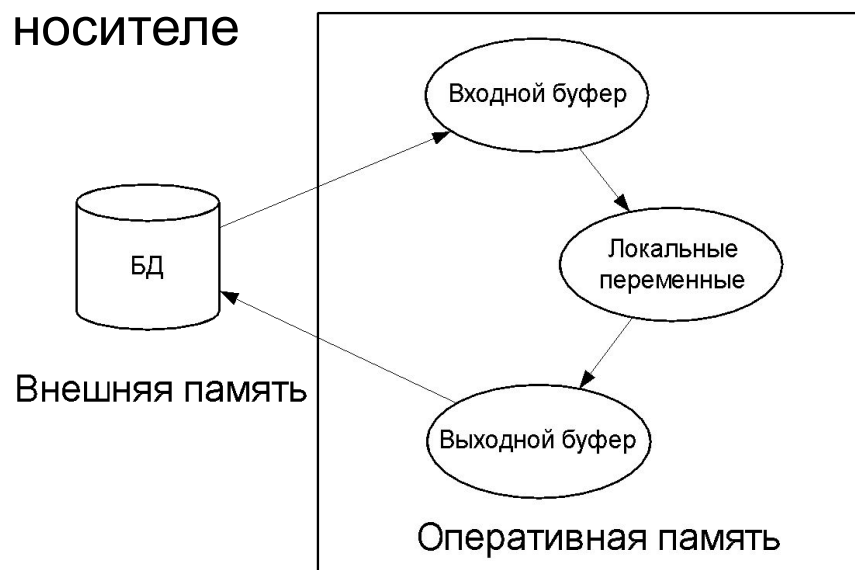 носителе
Входной буфер
Локальные
переменные
БД
Внешняя память
Выходной буфер
Оперативная память